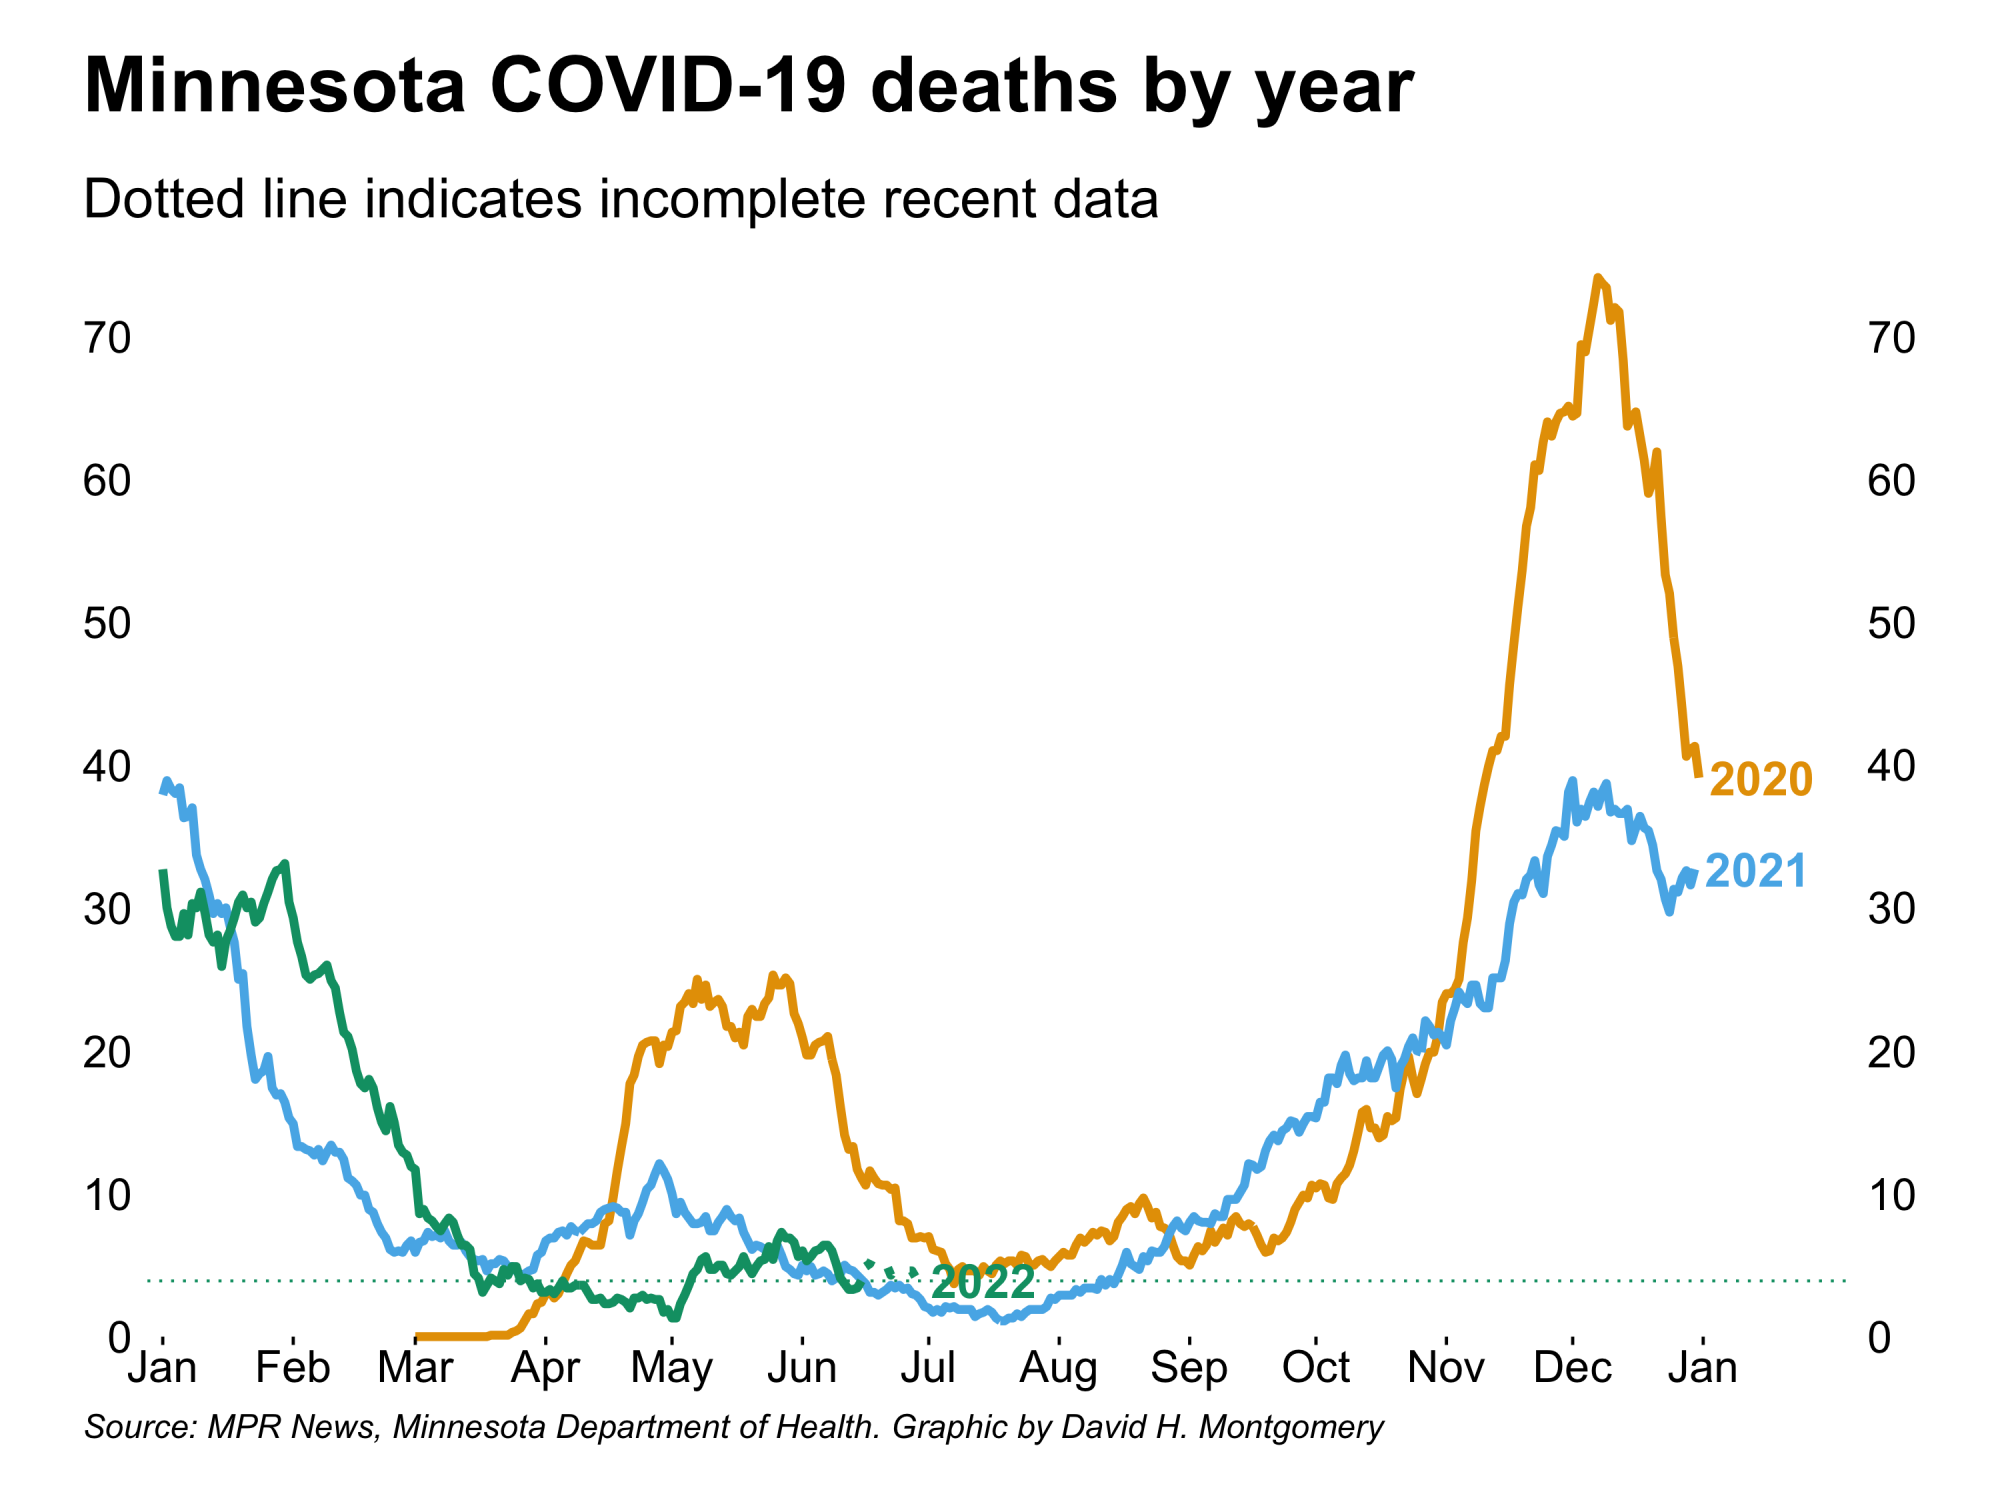 Minnesota COVID-19 deaths by year
Dotted line indicates incomplete recent data
70 70
60 60
50 50
40 40
2020
2021
30 30
20 20
10 10
2022
0 0
Jan Feb Mar Apr May Jun Jul Aug Sep Oct Nov Dec Jan
Source: MPR News, Minnesota Department of Health. Graphic by David H. Montgomery